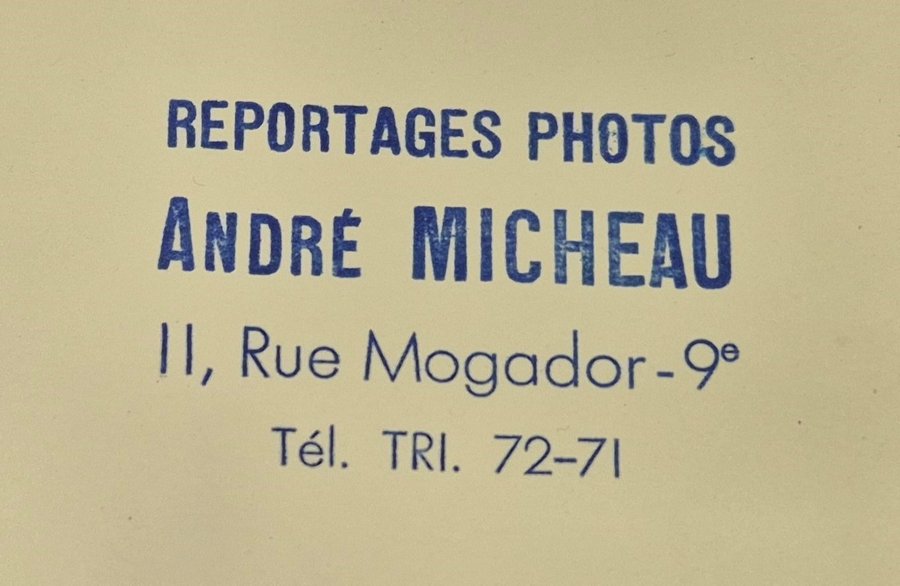 REPORTAGES PHOTOS
ANDRÉ MICHEAU
11, Rue Mogador - 9e
Tél. TRI. 72-71